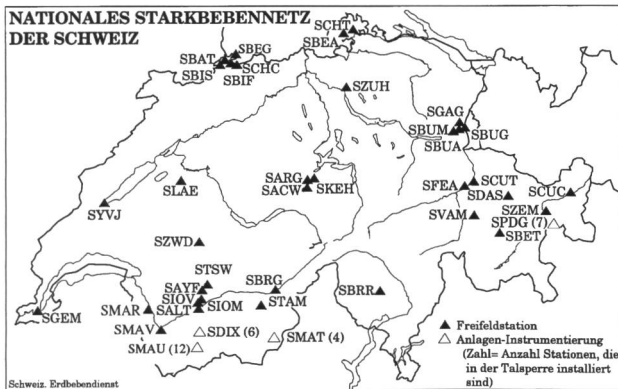 NATIONALES STARKBEBENNETZ
DER SCHWEIZ
SCHT
SBEA
SBEG
SBAT
SCHC
SBIS
SBIF
SZUH
SGAG
SBUM
SBUG
SBUA
SARG
SKEH
SACW
SLAE
SFEA
SCUT
SCUC
SDAS
SYVJ
SZEM
SVAM
SPDG (7)
SBET
SZWD
STSW
SAYE
SBRG
SBRR
SIOV
SIOM
STAM
SGEM
SMAR
SALT
SMAV
SDIX (6)
SMAT (4)
SMAU (12)
Freifeldstation
Anlagen-Instrumentierung
(Zahl= Anzahl Stationen, die
in der Talsperre installiert
sind)
Schweiz. Erdbebendienst